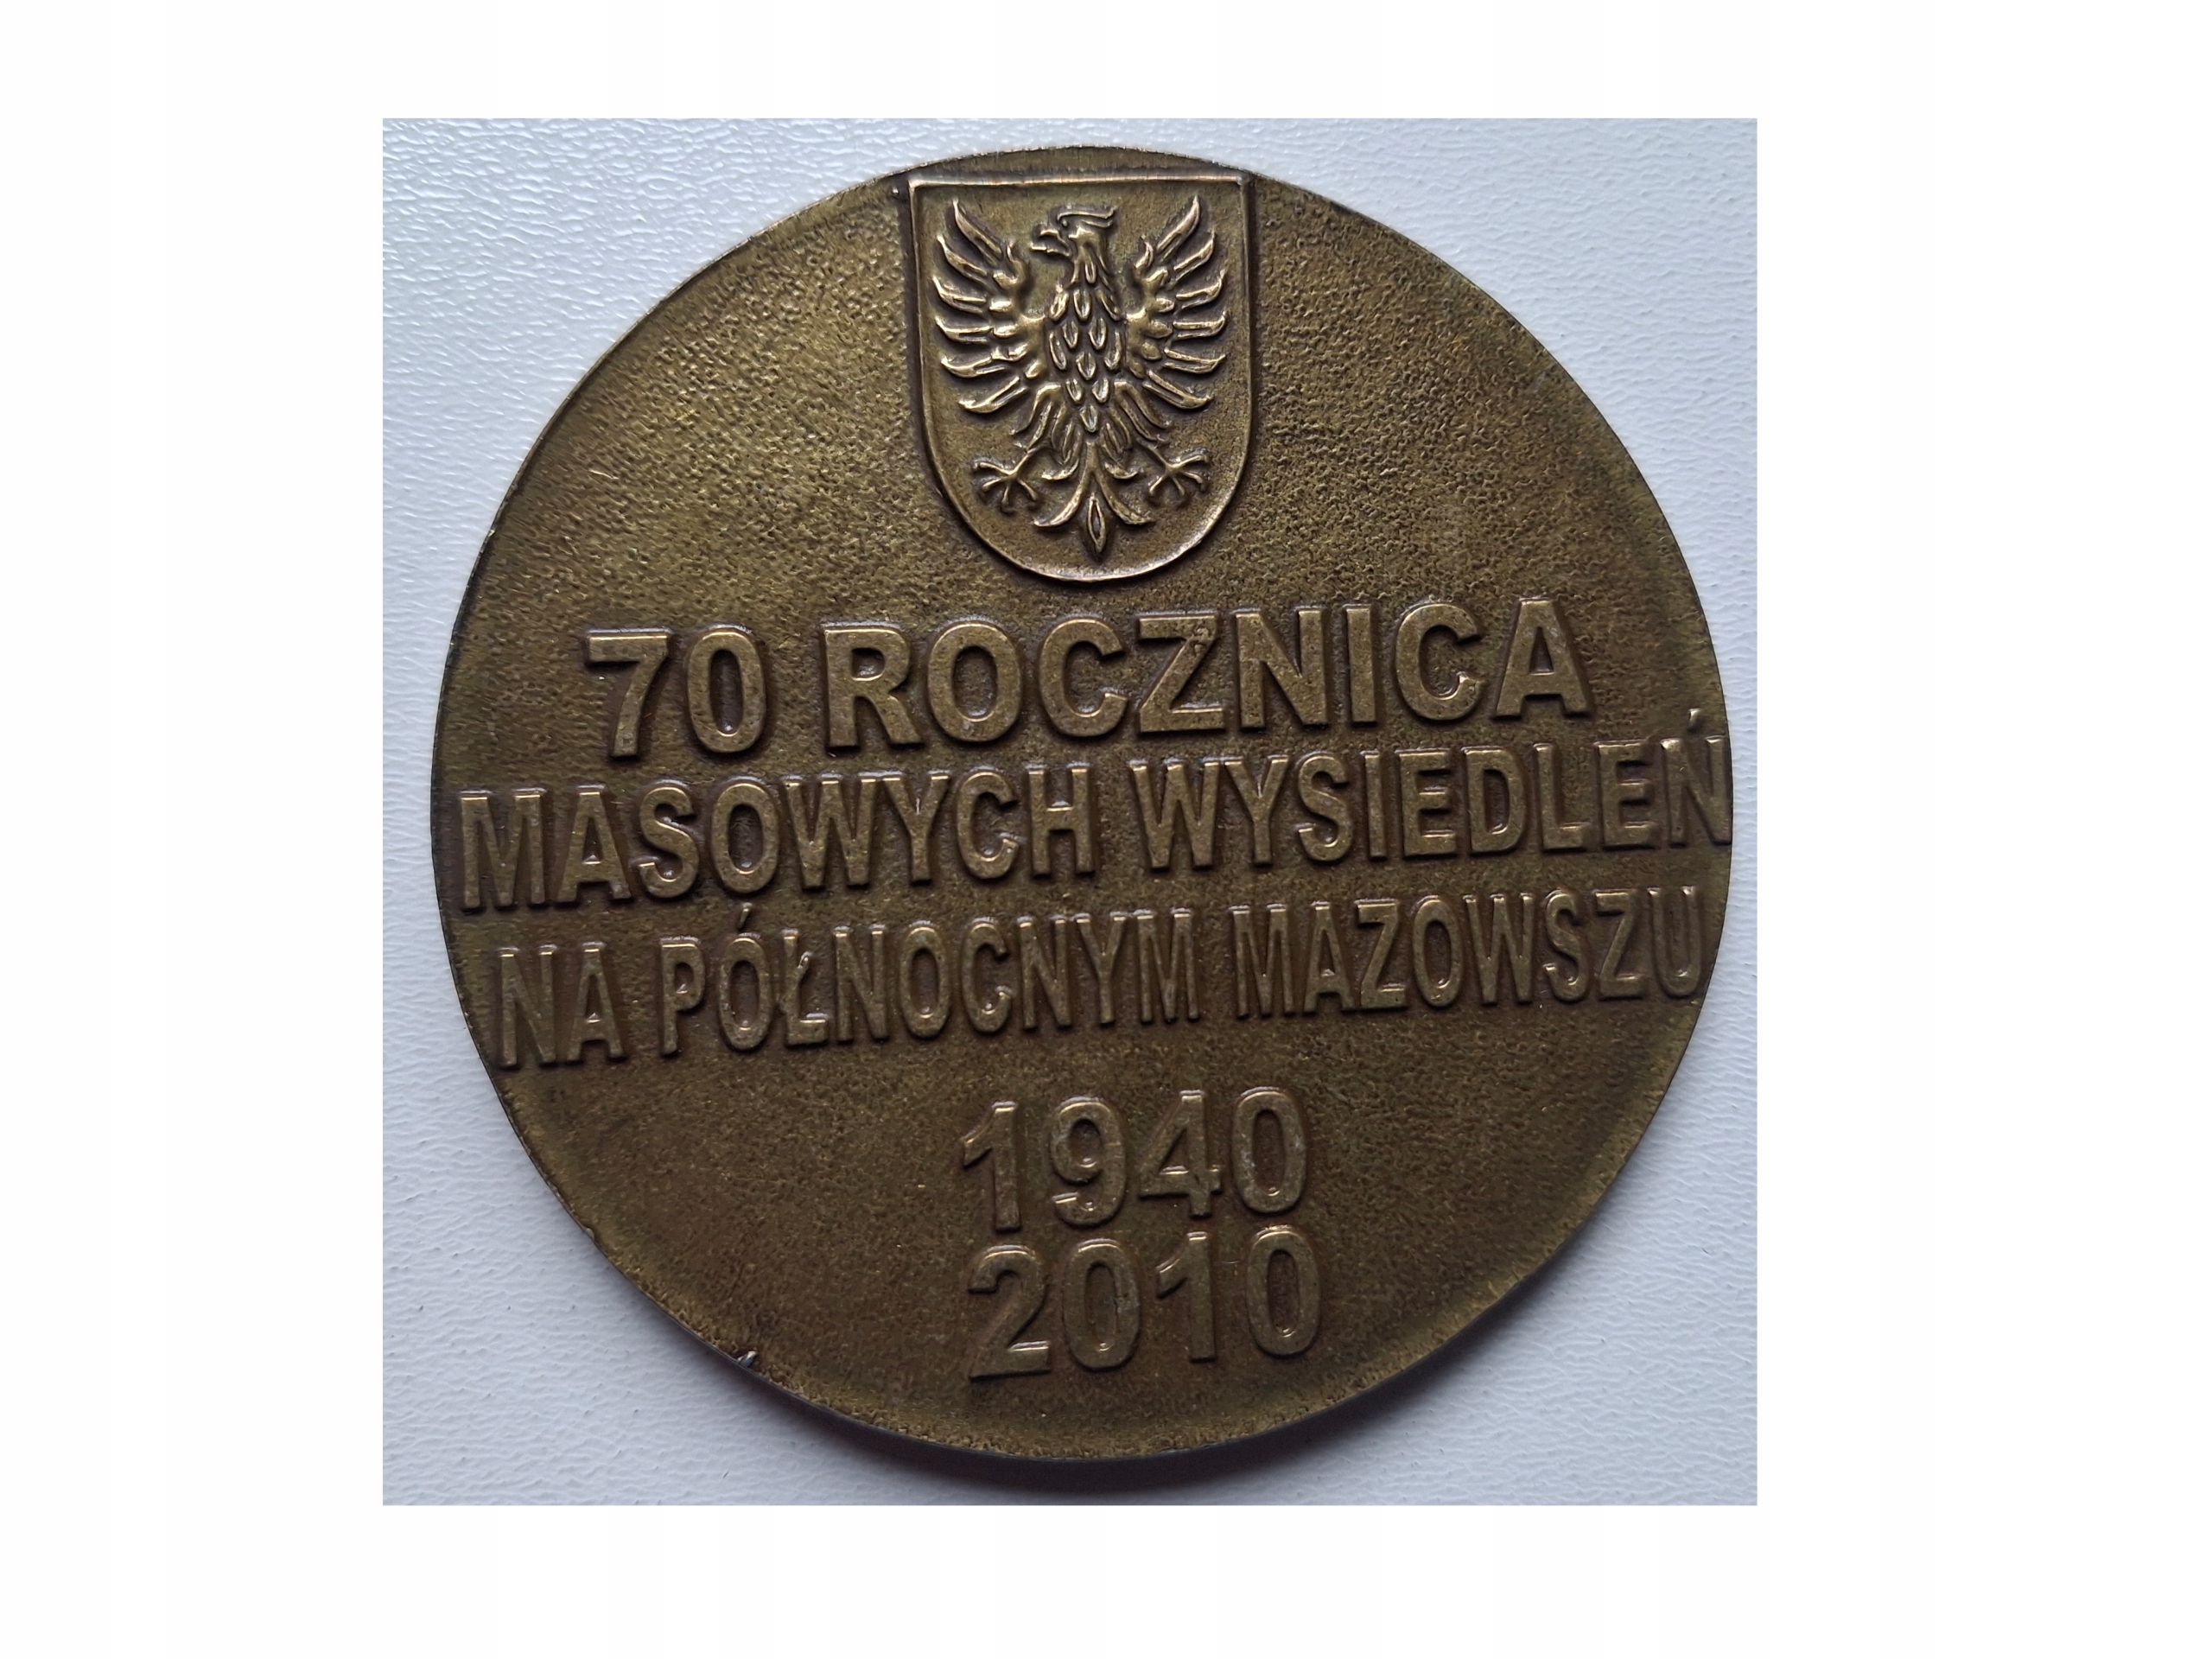 70 ROCZNICA
MASOWYCH WYSIEDLEŃ
NA PÓŁNOCNYM MAZOWSZU
1940
2010